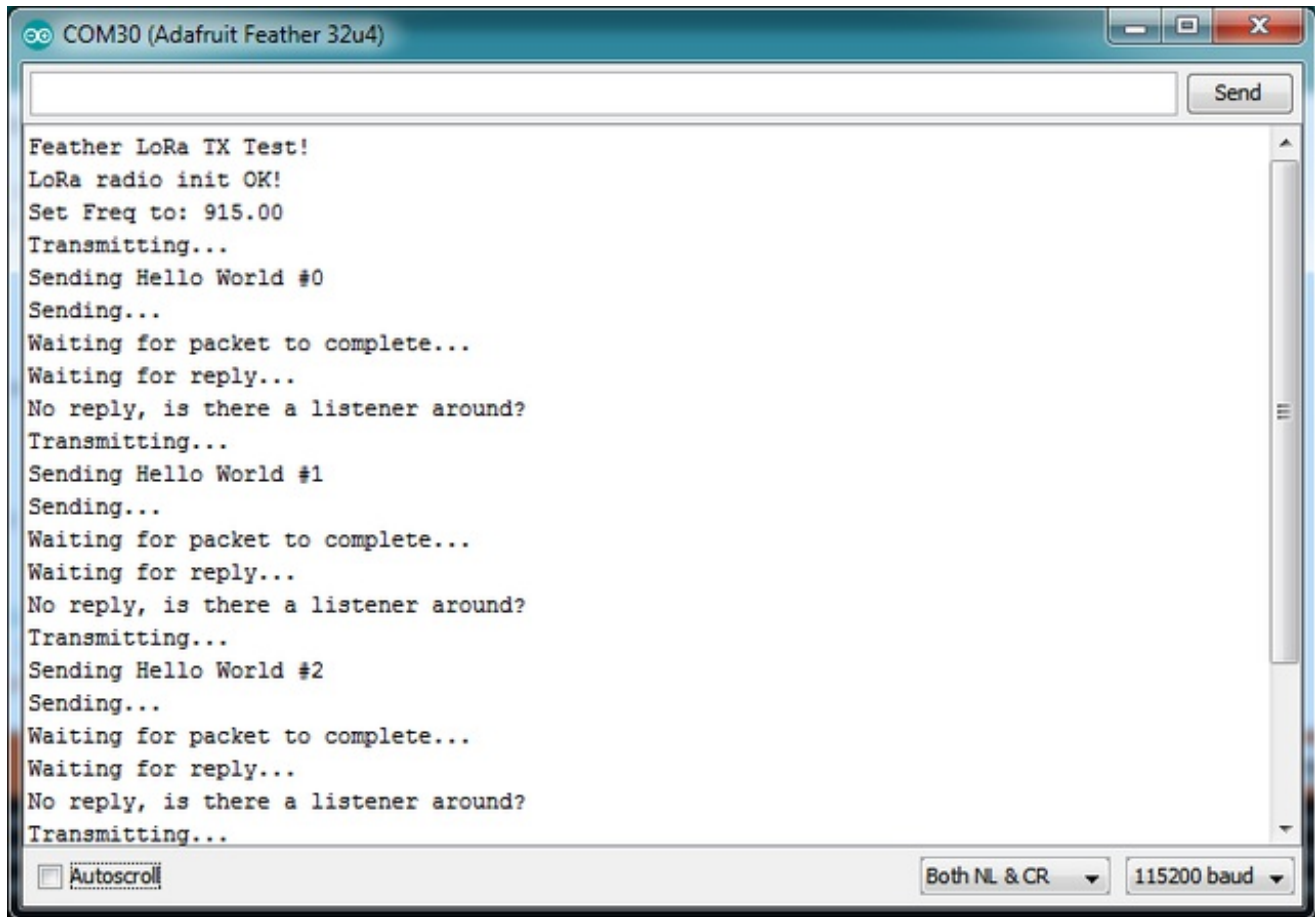 COM30 (Adafruit Feather 32u4)
Send
Feather LoRa TX Test!
LoRa radio init OK!
Set Freq to: 915.00
Transmitting...
Sending Hello World #0
Sending...
Waiting for packet to complete...
Waiting for reply...
No reply, is there a listener around?
Transmitting...
Sending Hello World #1
Sending...
Waiting for packet to complete...
Waiting for reply...
No reply, is there a listener around?
Transmitting...
Sending Hello World #2
Sending...
Waiting for packet to complete...
Waiting for reply...
No reply, is there a listener around?
Transmitting...
Autoscroll Both NL & CR 115200 baud